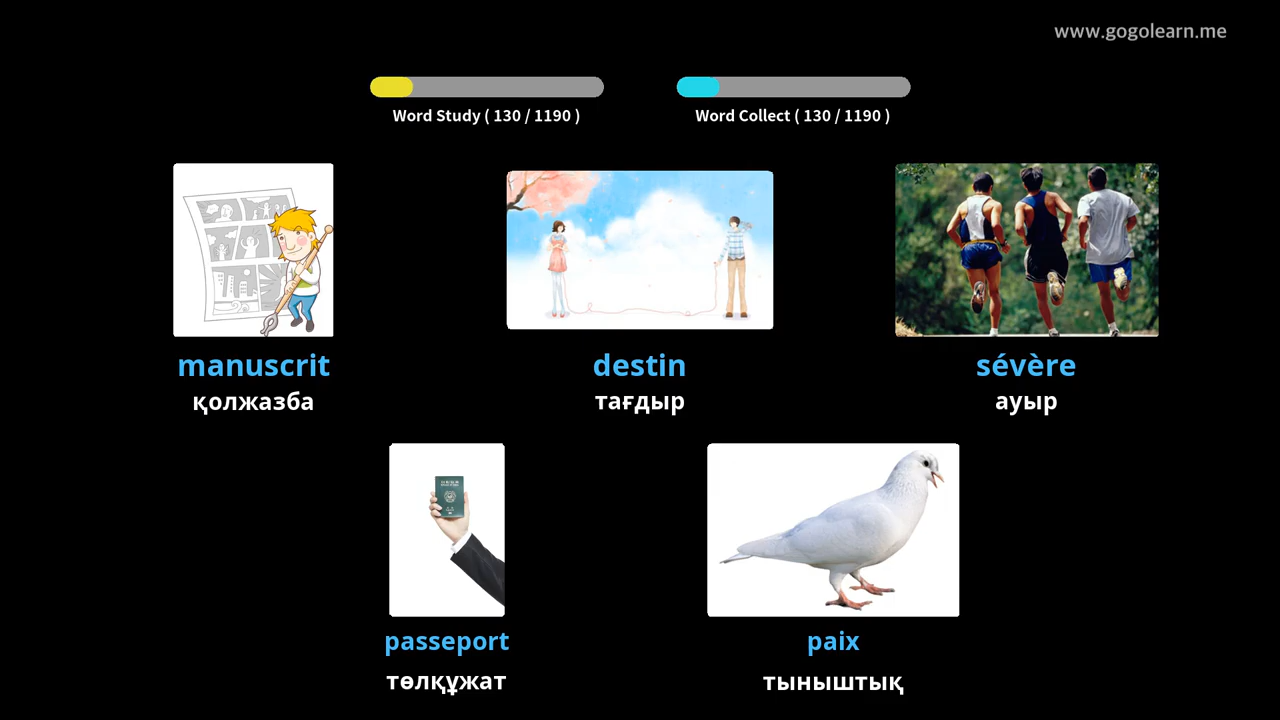 www.gogolearn.me
Word Study ( 130 / 1190 )
Word Collect ( 130 / 1190 )
manuscrit
қолжазба
destin
тағдыр
sévère
ауыр
passeport
төлқұжат
paix
тыныштық